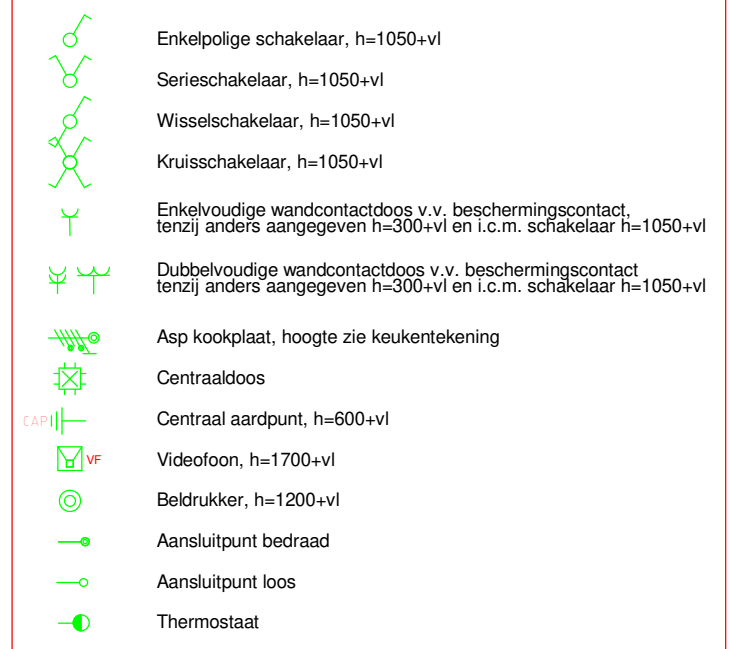 Enkelpolige schakelaar, h=1050+vl
Serieschakelaar, h=1050+vl
Wisselschakelaar, h=1050+vl
Kruisschakelaar, h=1050+vl
Enkelvoudige wandcontactdoos v.v. beschermingscontact,
tenzij anders aangegeven h=300+vl en i.c.m. schakelaar h=1050+vl
Dubbelvoudige wandcontactdoos v.v. beschermingscontact
tenzij anders aangegeven h=300+vl en i.c.m. schakelaar h=1050+vl
Asp kookplaat, hoogte zie keukentekening
Centraaldoos
CAP Centraal aardpunt, h=600+vl
VF Videofoon, h=1700+vl
Beldrukker, h=1200+vl
Aansluitpunt bedraad
Aansluitpunt loos
Thermostaat